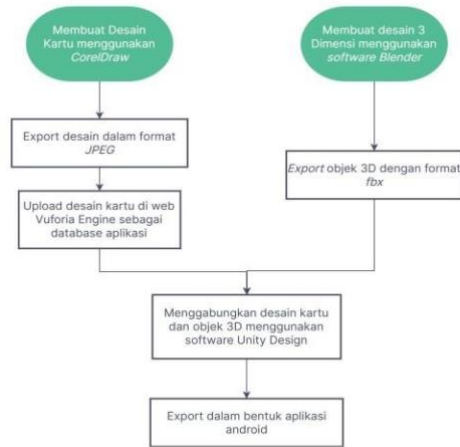 Membuat Desain
Kartu menggunakan
CorelDraw
Membuat desain 3
Dimensi menggunakan
software Blender
Export desain dalam format
JPEG
Export objek 3D dengan format
fbx
Upload desain kartu di web
Vuforia Engine sebagai
database aplikasi
Menggabungkan desain kartu
dan objek 3D menggunakan
software Unity Design
Export dalam bentuk aplikasi
android